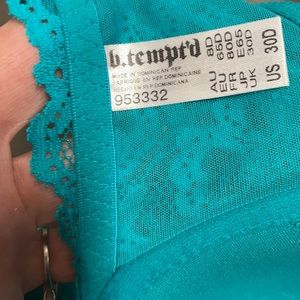 b.tempt'd
MADE IN DOMINICAN REP
FABRIQUÉ EN REP DOMINICAINE
HECHO EN REP DOMINICANA
953332
AU 8D
EU 65D
FR 80D
JP E65
UK 30D
US 30D